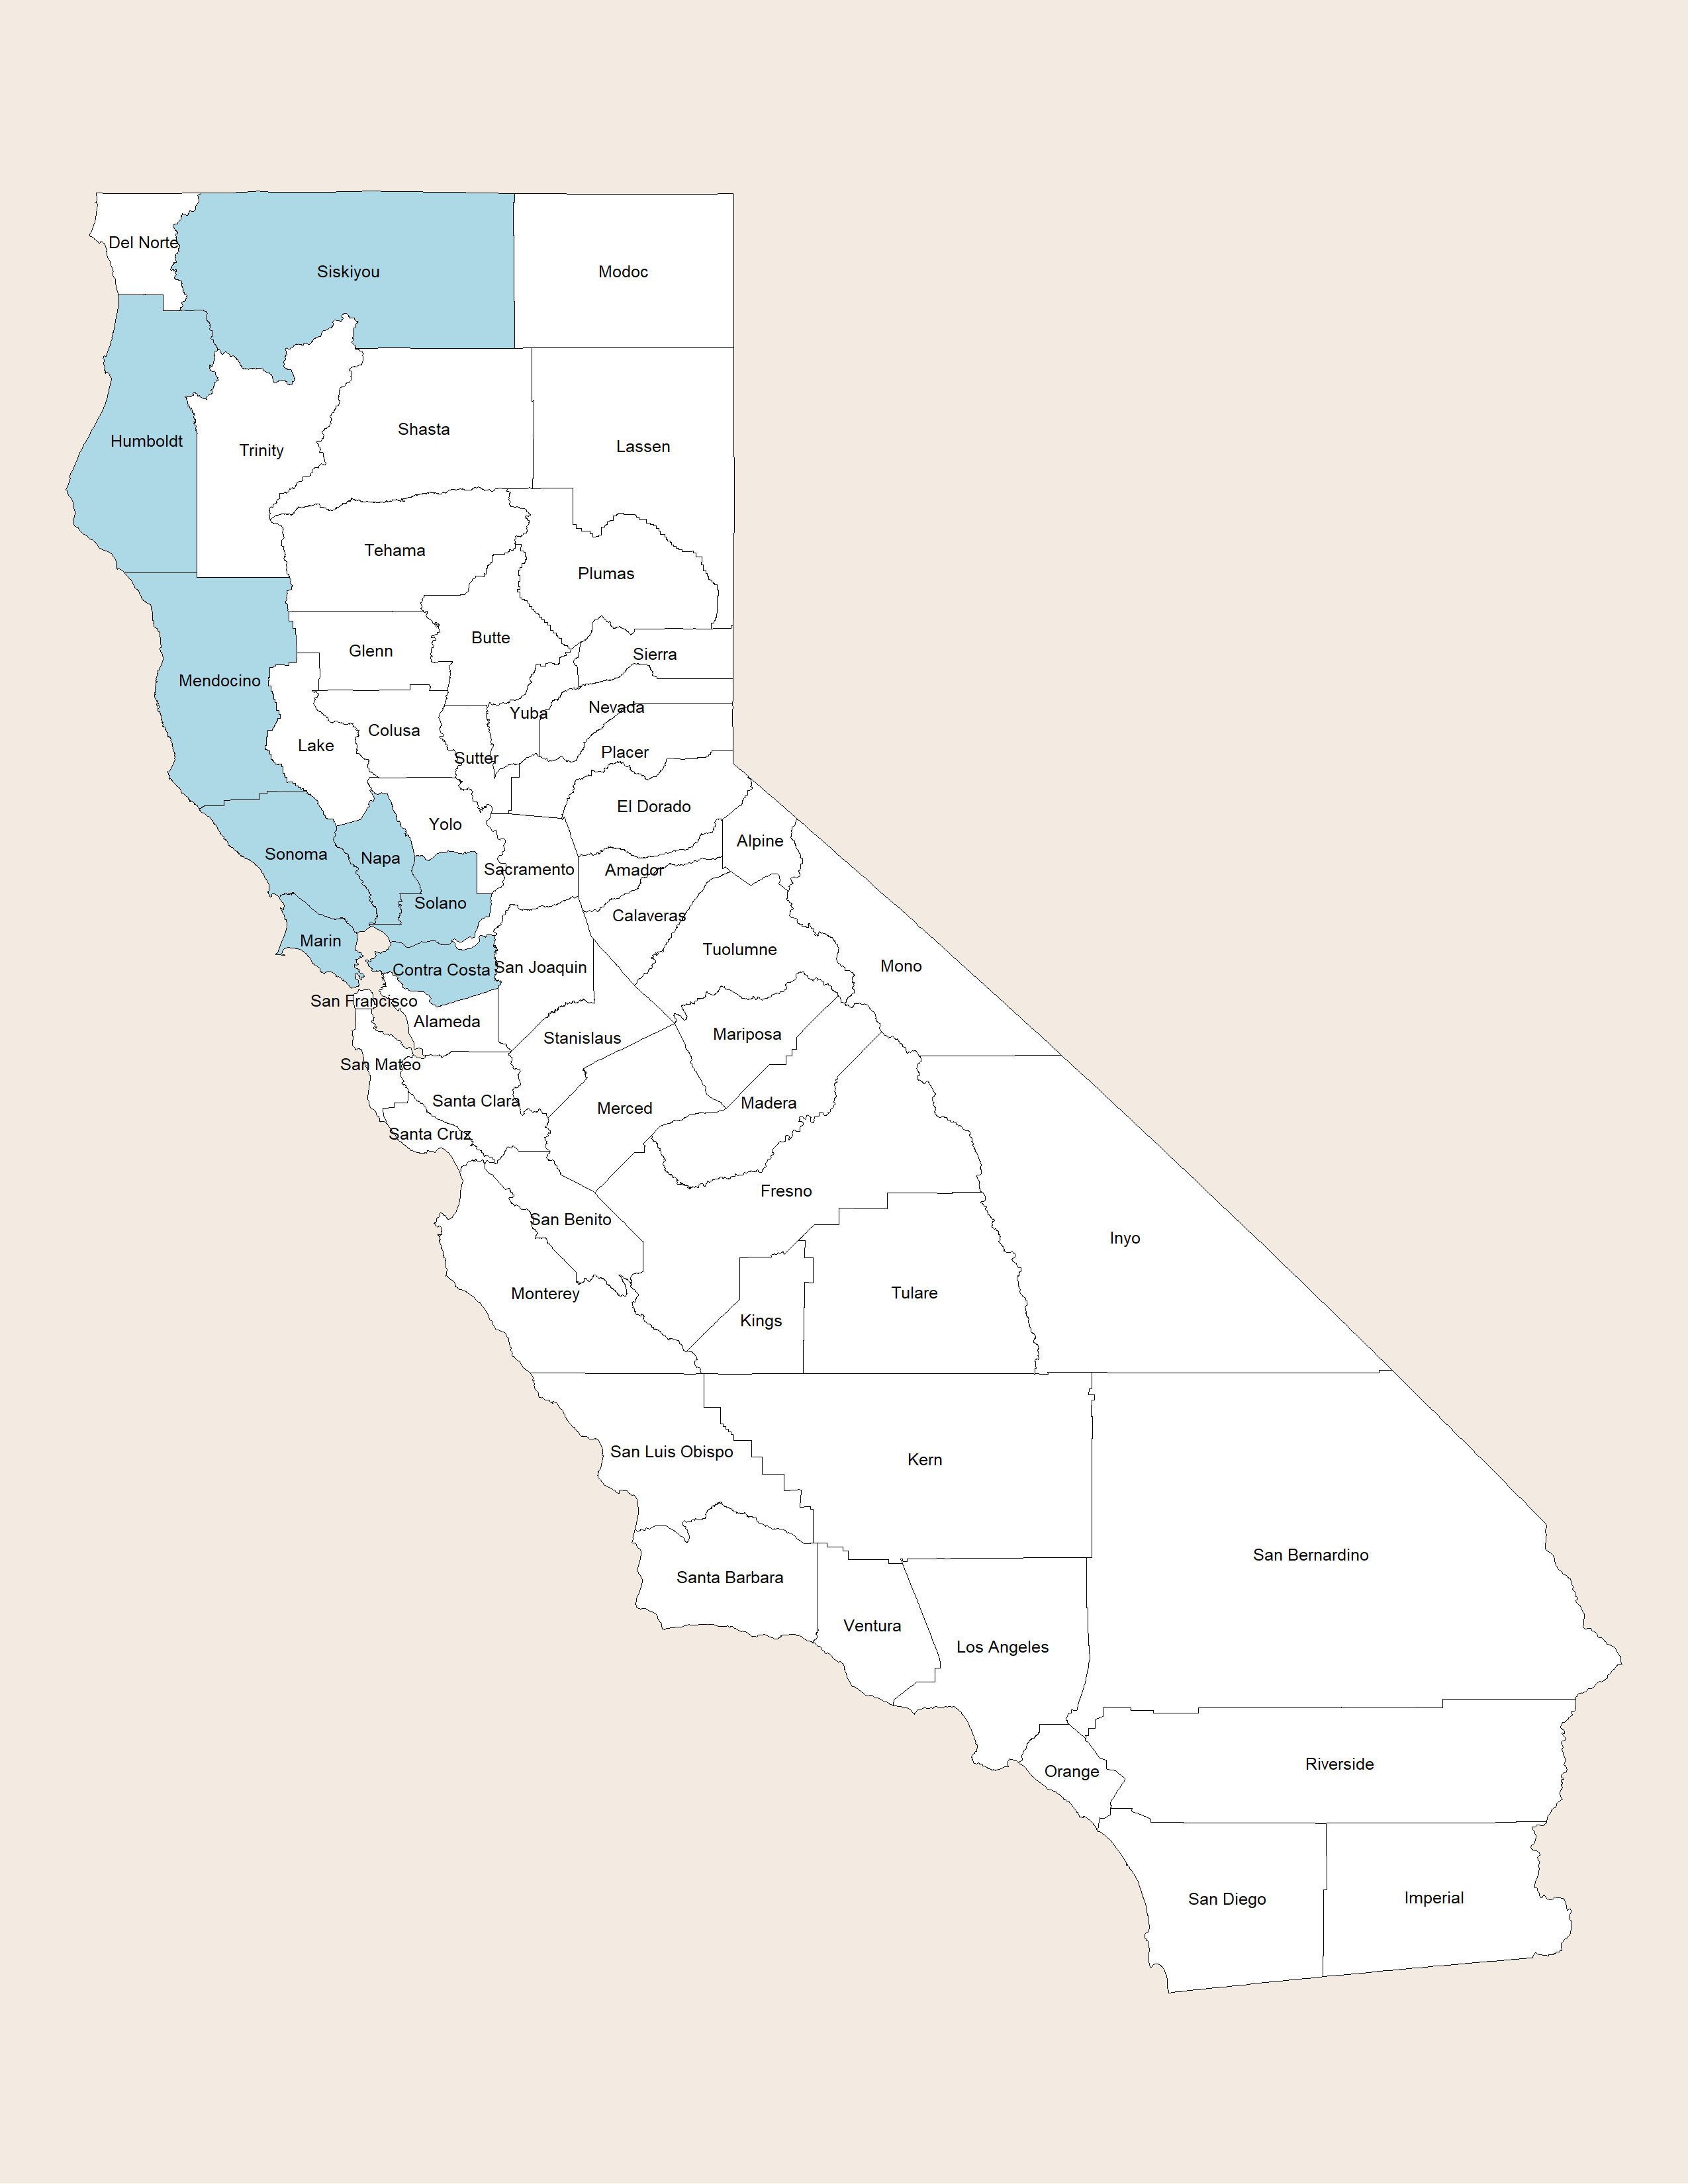 Del Norte
Siskiyou
Modoc
Humboldt
Trinity
Shasta
Lassen
Tehama
Plumas
Glenn
Butte
Sierra
Mendocino
Yuba
Nevada
Lake
Colusa
Sutter
Placer
El Dorado
Yolo
Alpine
Sonoma
Napa
Sacramento
Amador
Solano
Calaveras
Marin
Contra Costa
San Joaquin
Tuolumne
Mono
San Francisco
Alameda
Stanislaus
Mariposa
San Mateo
Santa Clara
Merced
Madera
Santa Cruz
Fresno
San Benito
Inyo
Monterey
Kings
Tulare
San Luis Obispo
Kern
San Bernardino
Santa Barbara
Ventura
Los Angeles
Orange
Riverside
San Diego
Imperial